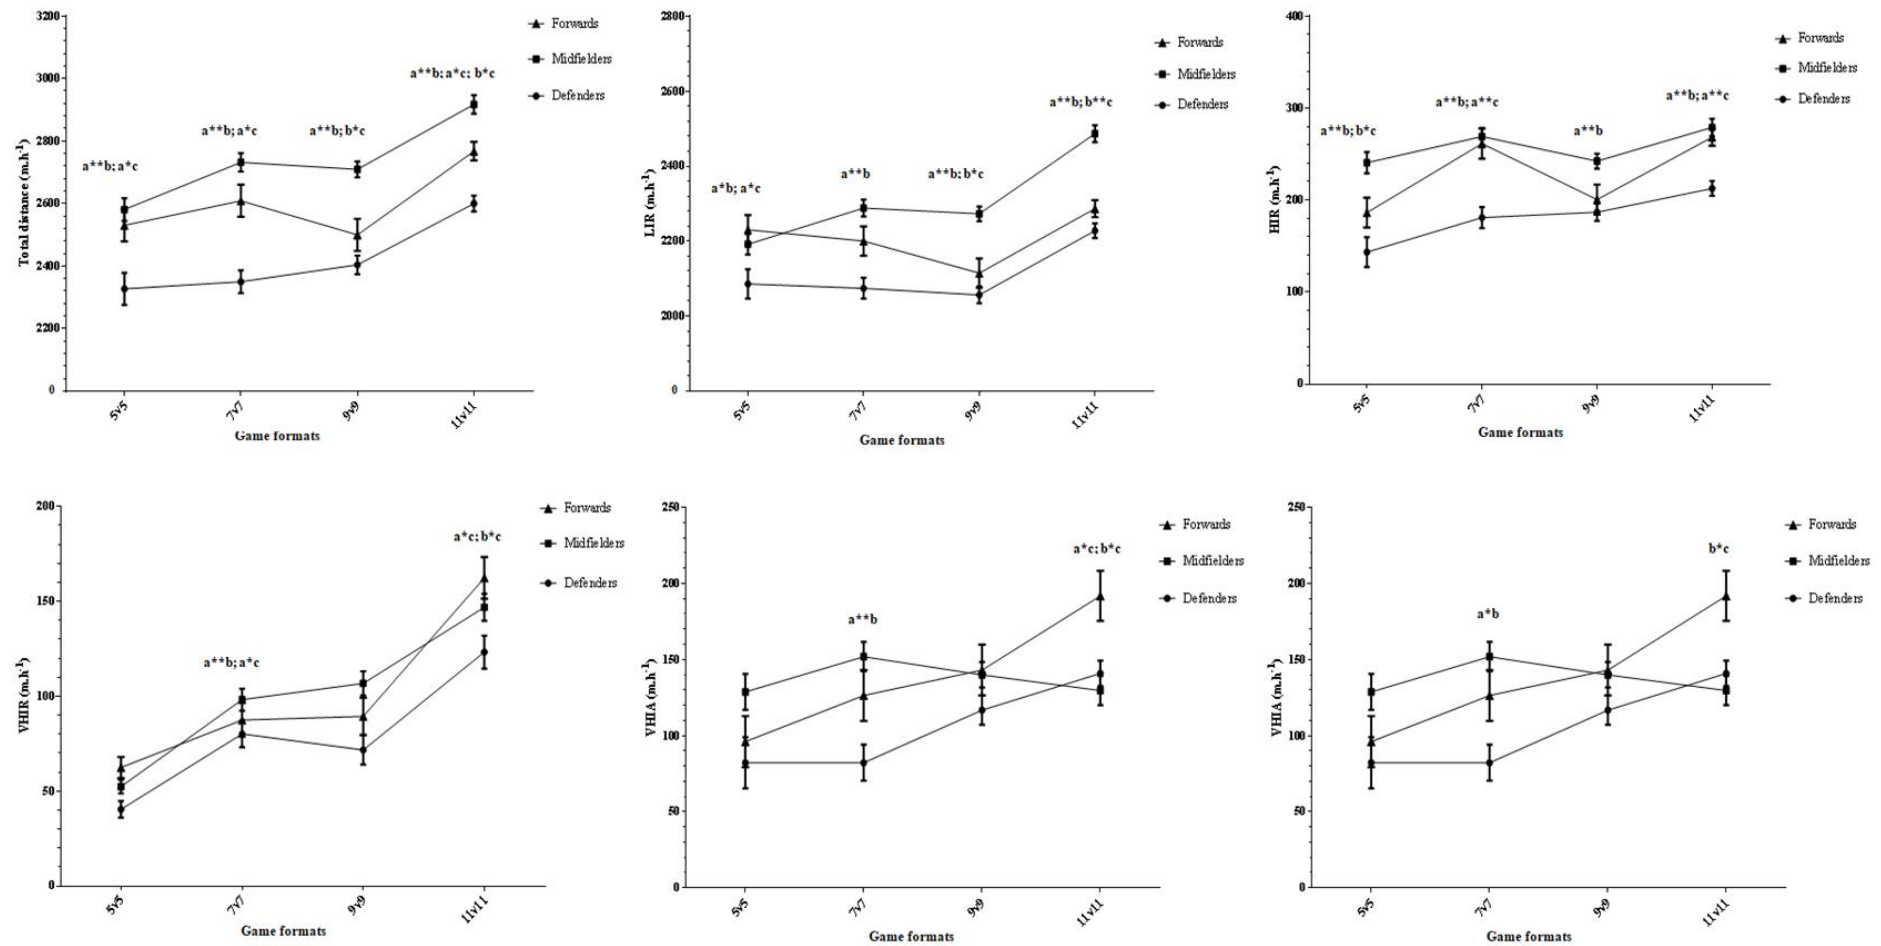 3200
3000
2800
2600
2400
2200
0
Total distance (m.h-1)
a**b; a*c
a**b; a*c
a**b; b*c
a**b; a*c; b*c
Forwards
Midfielders
Defenders
5v5
7v7
9v9
11v11
Game formats
2800
2600
2400
2200
2000
0
LIR (m.h-1)
a*b; a*c
a**b
a**b; b*c
a**b; b**c
Forwards
Midfielders
Defenders
5v5
7v7
9v9
11v11
Game formats
400
300
200
100
0
HIR (m.h-1)
a**b; b*c
a**b; a**c
a**b
a**b; a**c
Forwards
Midfielders
Defenders
5v5
7v7
9v9
11v11
Game formats
200
150
100
50
0
VHIR (m.h-1)
a**b; a*c
a*c; b*c
Forwards
Midfielders
Defenders
5v5
7v7
9v9
11v11
Game formats
250
200
150
100
50
0
VHIA (m.h-1)
a**b
a*c; b*c
Forwards
Midfielders
Defenders
5v5
7v7
9v9
11v11
Game formats
250
200
150
100
50
0
VHIA (m.h-1)
a*b
b*c
Forwards
Midfielders
Defenders
5v5
7v7
9v9
11v11
Game formats